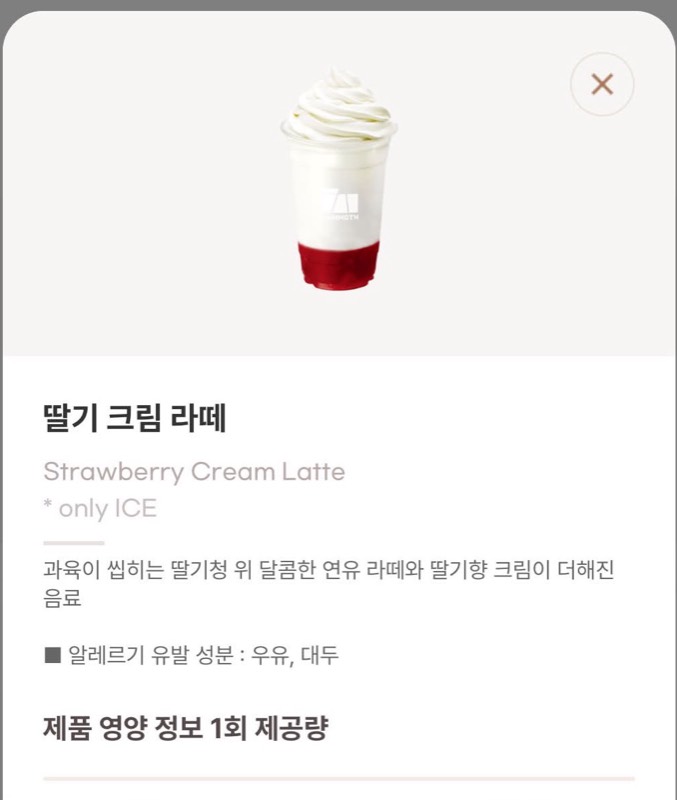 딸기 크림 라떼
Strawberry Cream Latte
* only ICE
과육이 씹히는 딸기청 위 달콤한 연유 라떼와 딸기향 크림이 더해진
음료
■ 알레르기 유발 성분 : 우유, 대두
제품 영양 정보 1회 제공량